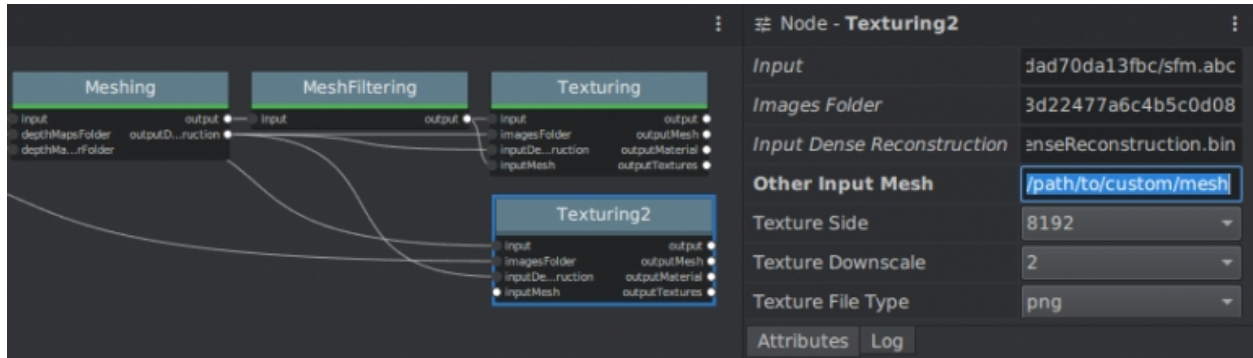 Node - Texturing2
Meshing
MeshFiltering
Texturing
input output
depthMapsFolder outputD...ruction
depthMa...rFolder
input output
input output
imagesFolder outputMesh
inputDe...ruction outputMaterial
inputMesh outputTextures
Texturing2
input output
imagesFolder outputMesh
inputDe...ruction outputMaterial
inputMesh outputTextures
Input dad70da13fbc/sfm.abc
Images Folder 3d22477a6c4b5c0d08
Input Dense Reconstruction enseReconstruction.bin
Other Input Mesh /path/to/custom/mesh
Texture Side 8192
Texture Downscale 2
Texture File Type png
Attributes Log